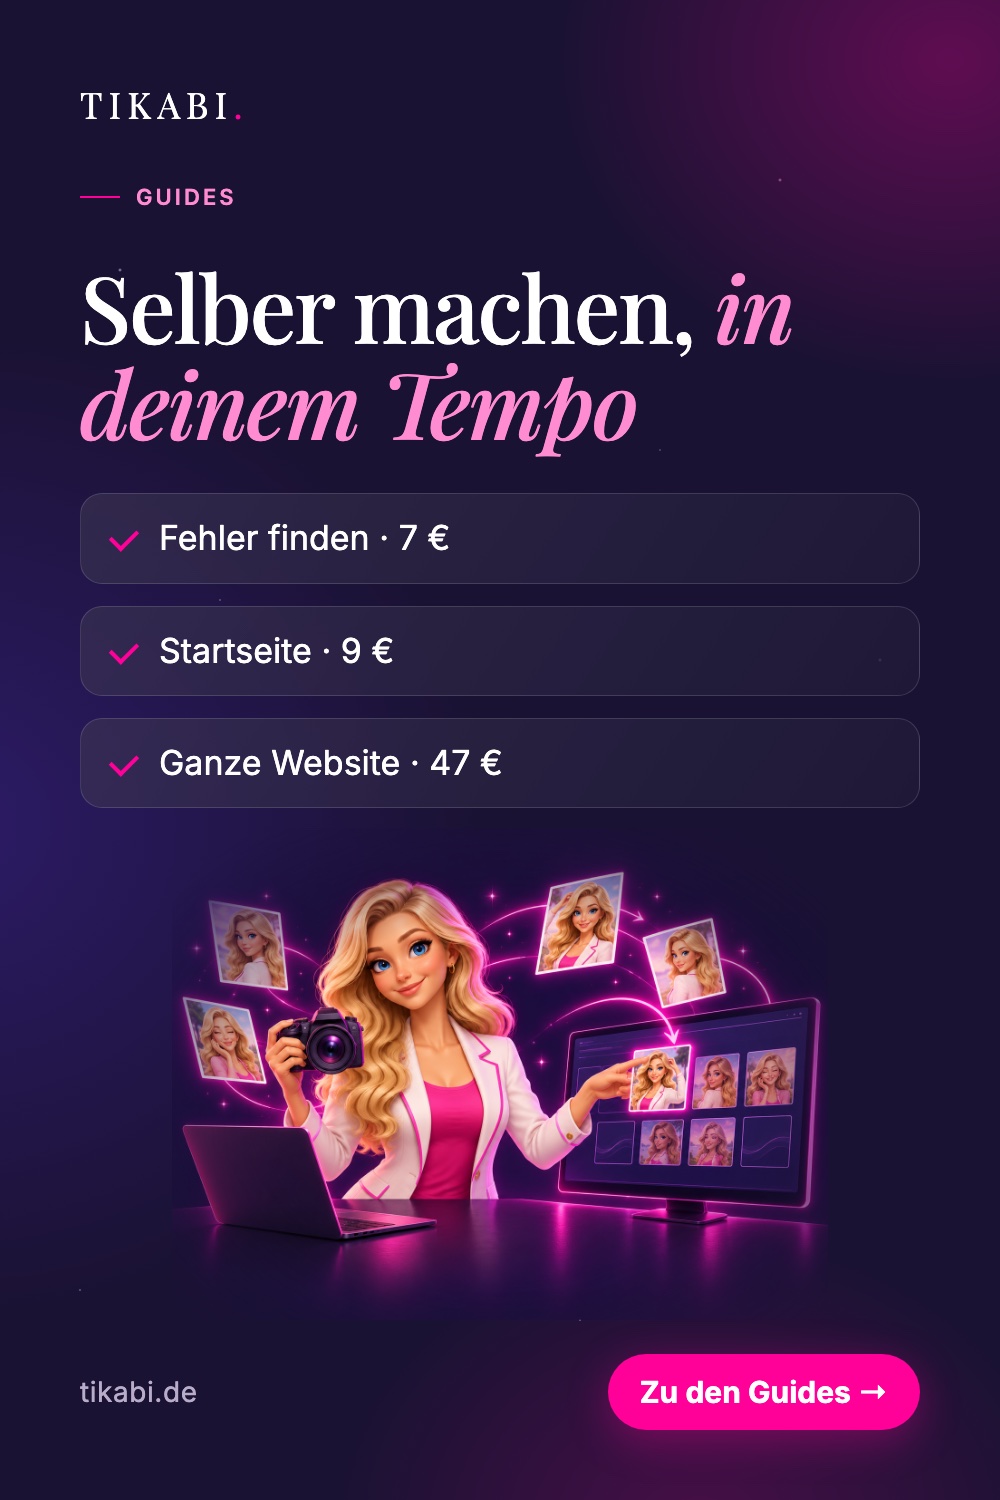 TIKABI.
GUIDES
Selber machen, in
deinem Tempo
Fehler finden · 7 €
Startseite · 9 €
Ganze Website · 47 €
tikabi.de
Zu den Guides →